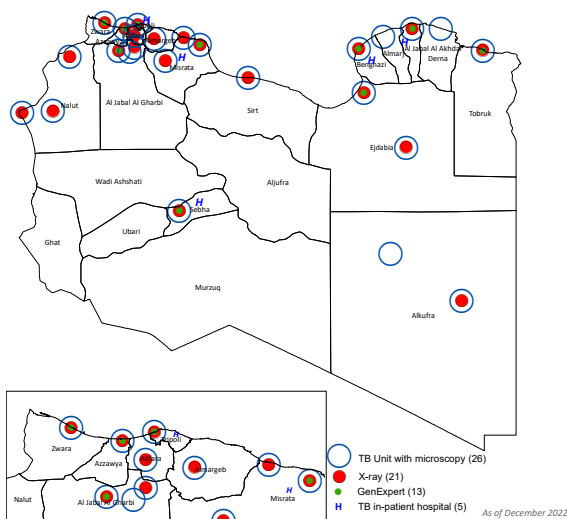 H
Zwara
Azzawya
Almargeb
H
Misrata
Nalut
Al Jabal Al Gharbi
Sirt
H
Al Jabal Al Akhdar
Almarj
Derna
H
Benghazi
Tobruk
Ejdabia
Wadi Ashshati
Aljufra
H
Sebha
Ubari
Ghat
Murzuq
Alkufra
Zwara
H
Tripoli
Azzawya
Aljfara
Almargeb
H
Misrata
Nalut
Al Jabal Al Gharbi
TB Unit with microscopy (26)
X-ray (21)
GenExpert (13)
H TB in-patient hospital (5)
As of December 2022